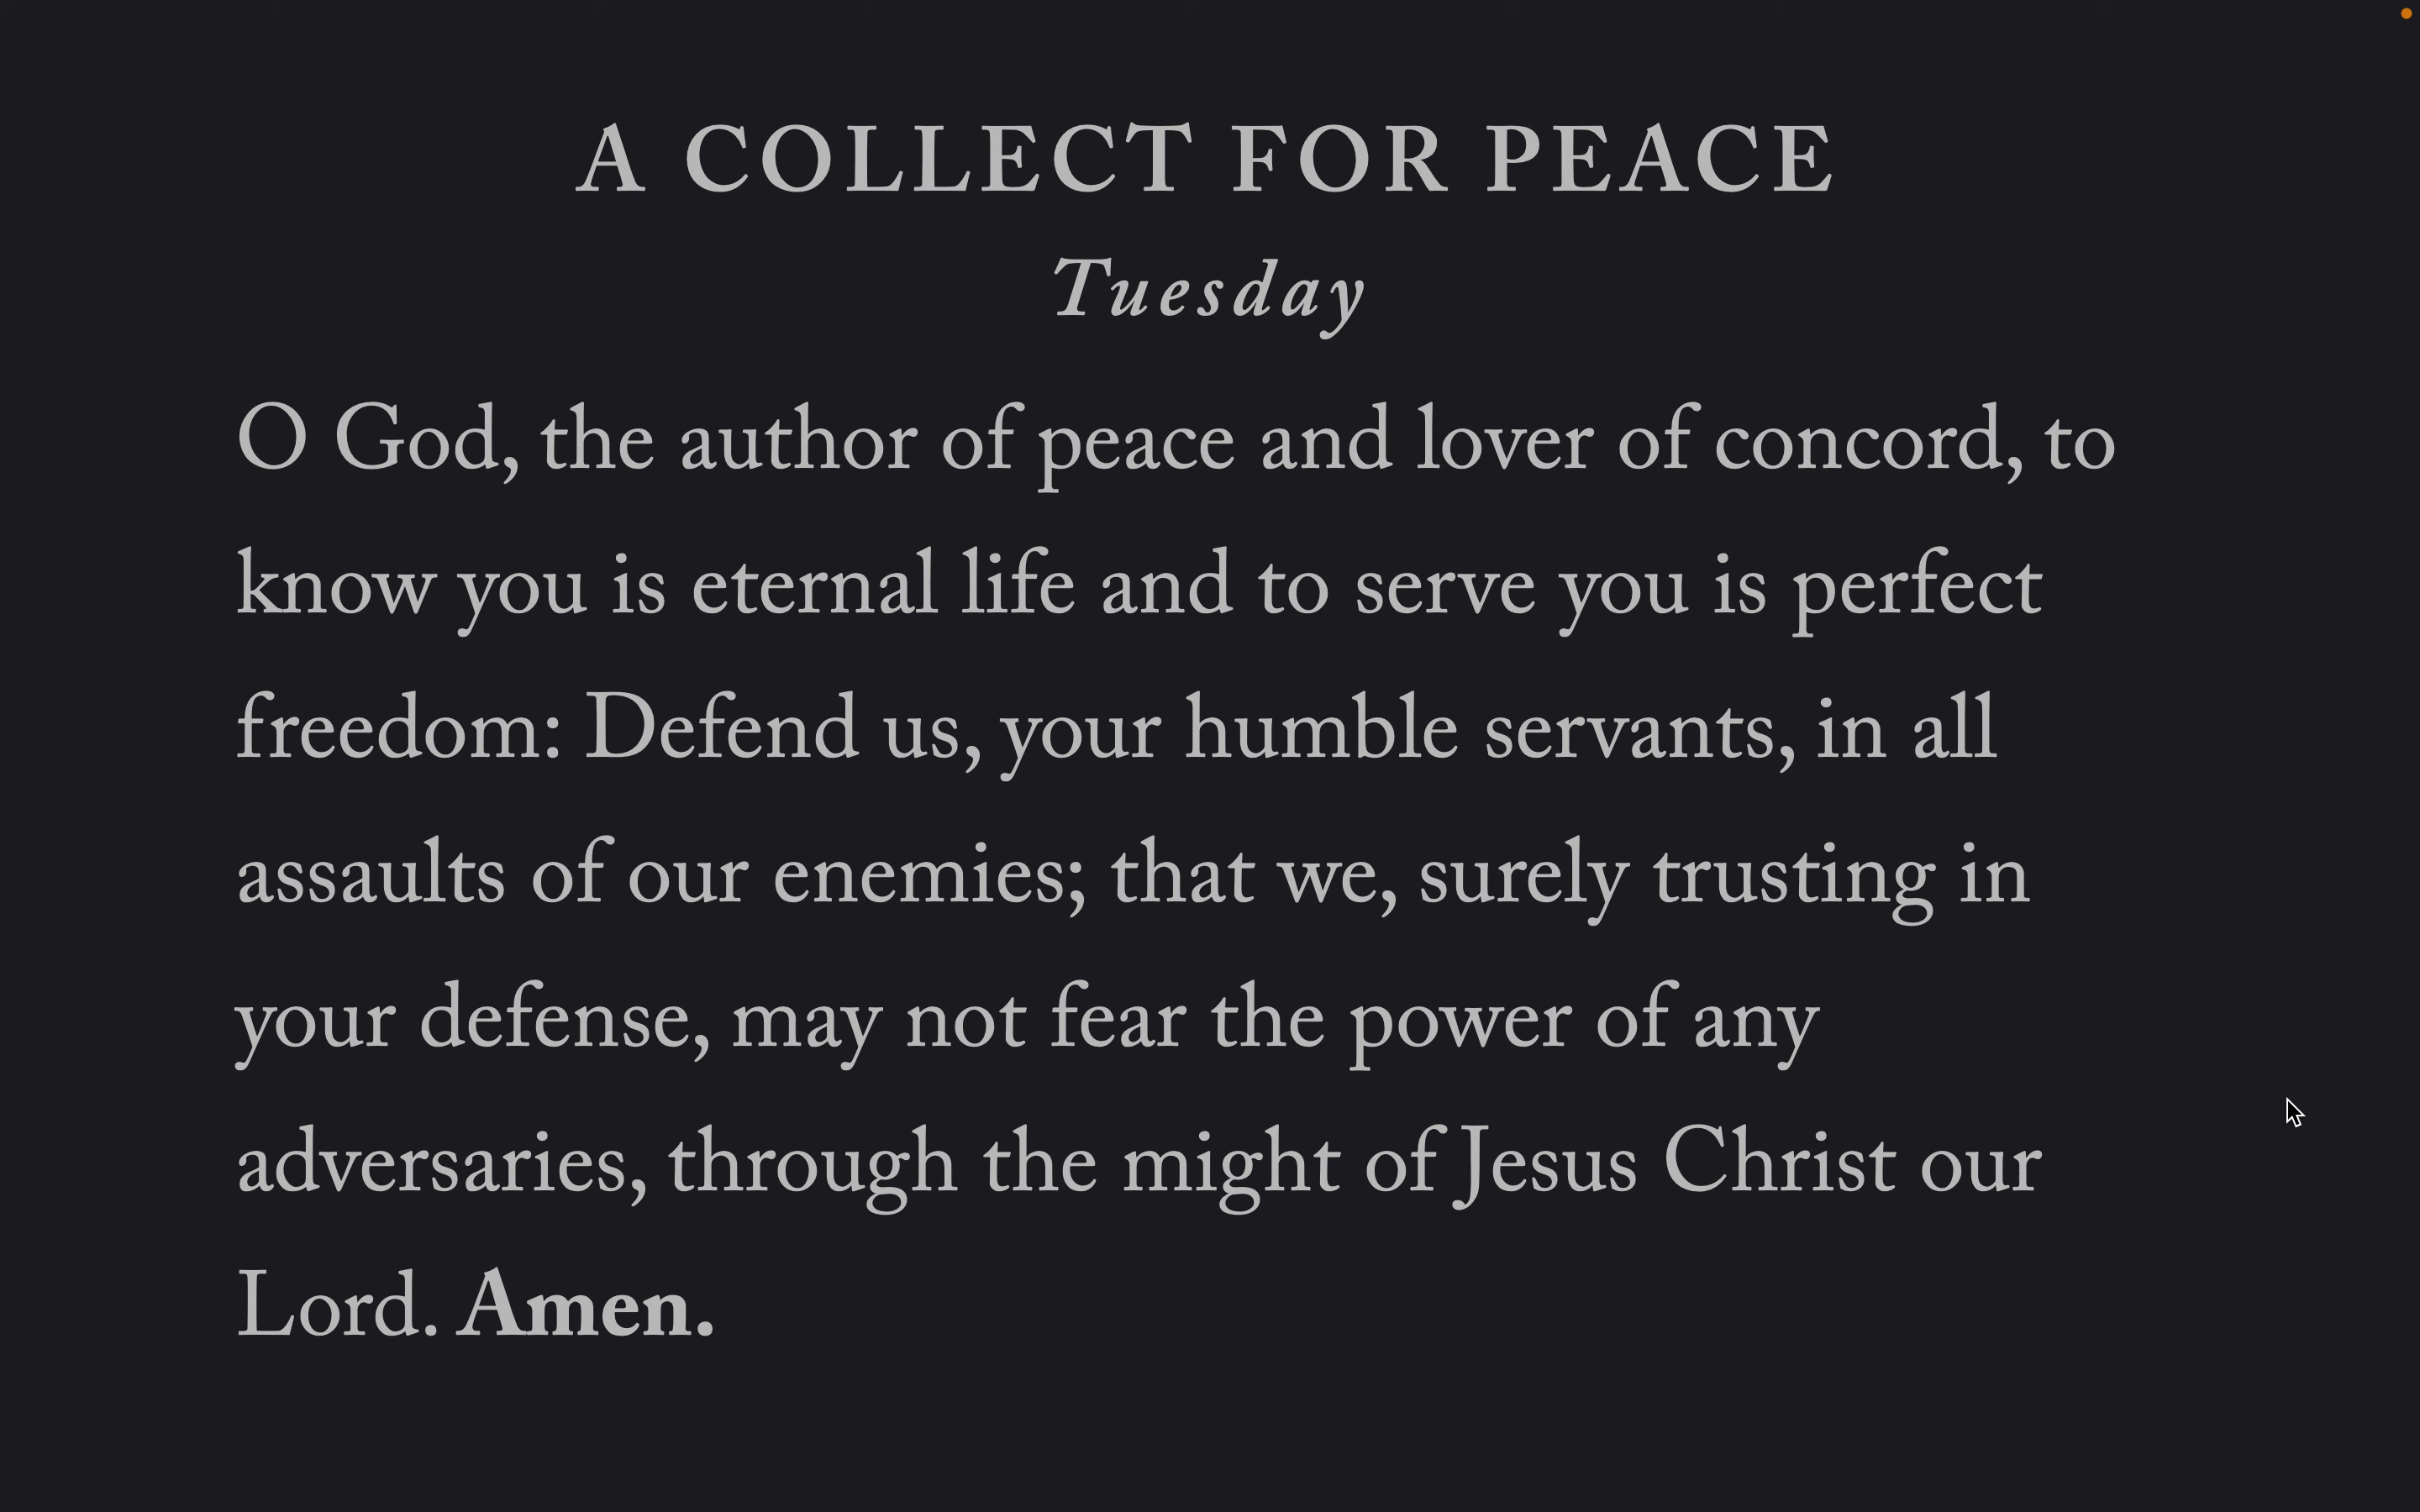 A COLLECT FOR PEACE
Tuesday
O God, the author of peace and lover of concord, to
know you is eternal life and to serve you is perfect
freedom: Defend us, your humble servants, in all
assaults of our enemies; that we, surely trusting in
your defense, may not fear the power of any
adversaries, through the might of Jesus Christ our
Lord. Amen.